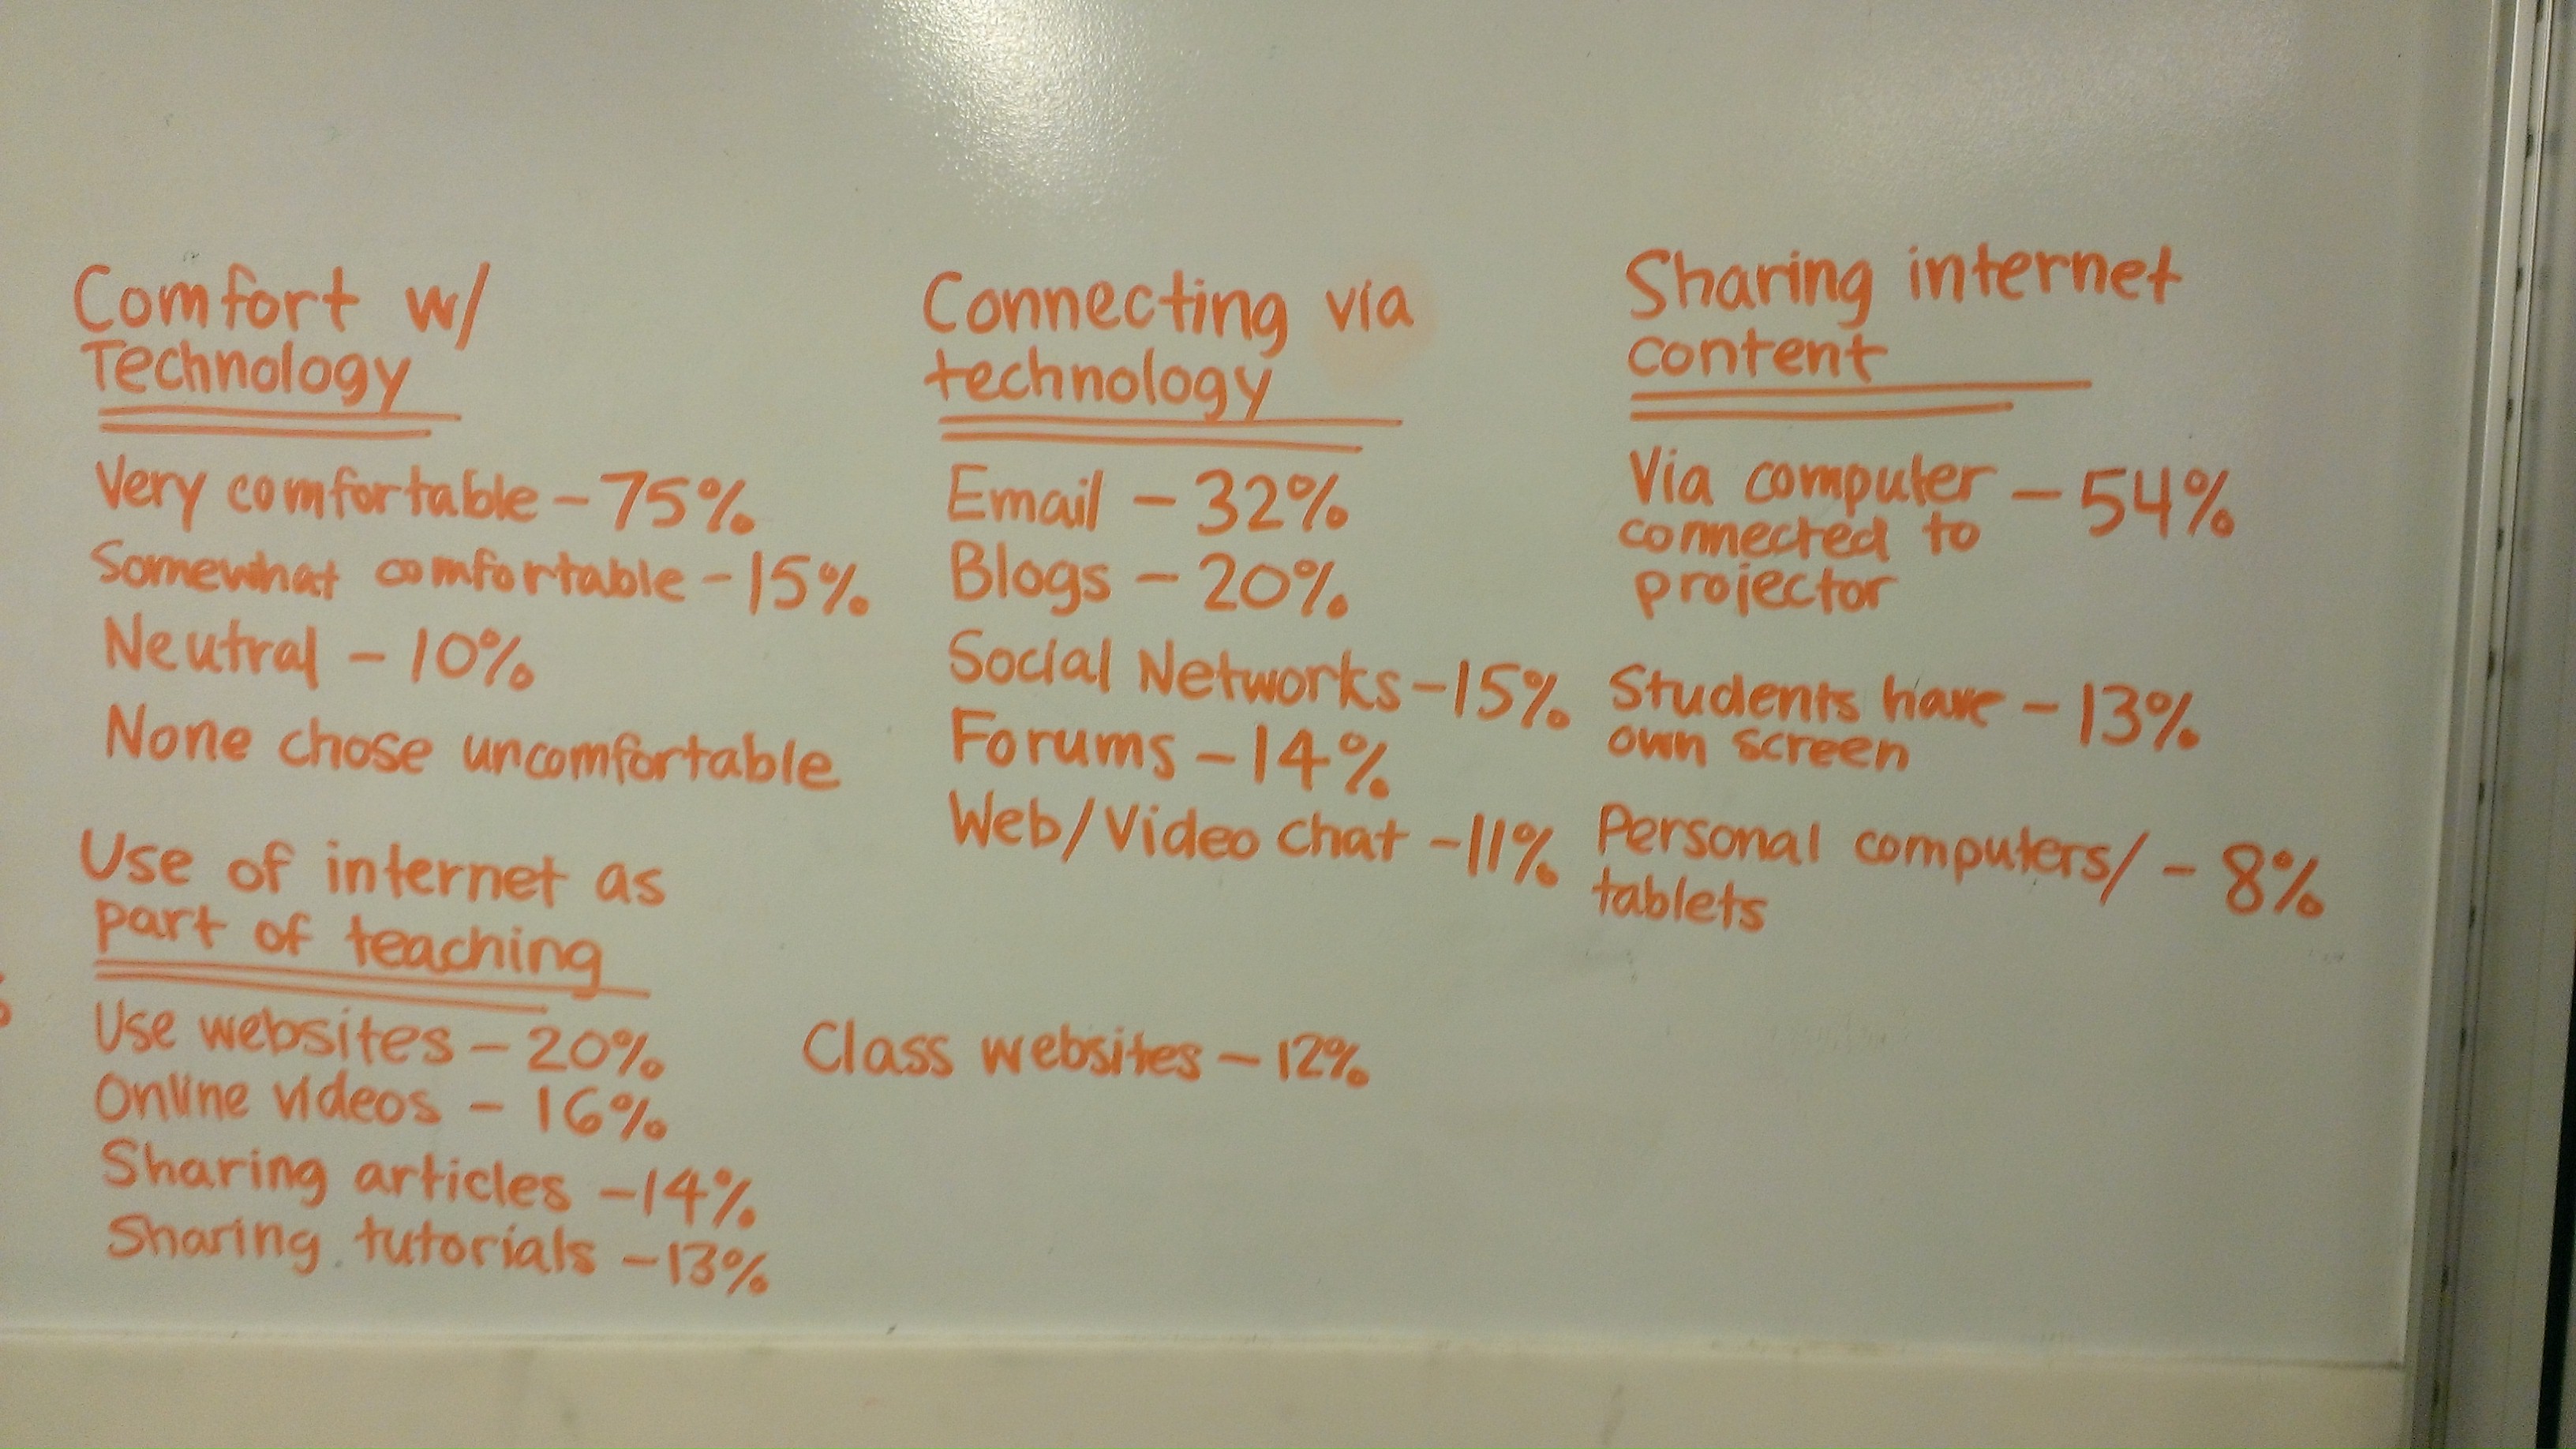 Comfort w/
Technology
Very comfortable - 75%
Somewhat comfortable - 15%
Neutral - 10%
None chose uncomfortable
Use of internet as
part of teaching
Use websites - 20%
Online videos - 16%
Sharing articles - 14%
Sharing tutorials - 13%
Class websites - 12%
Connecting via
technology
Email - 32%
Blogs - 20%
Social Networks - 15%
Forums - 14%
Web/Video chat - 11%
Sharing internet
content
Via computer - 54%
connected to
projector
Students have - 13%
own screen
Personal computers/ - 8%
tablets